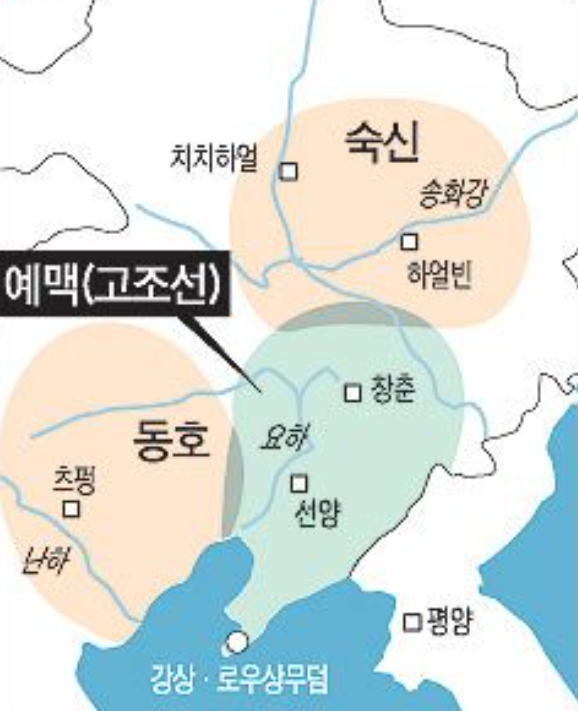 숙신
치치하얼
송화강
하얼빈
예맥(고조선)
창춘
동호
요하
츠펑
선양
난하
평양
강상·로우상무덤